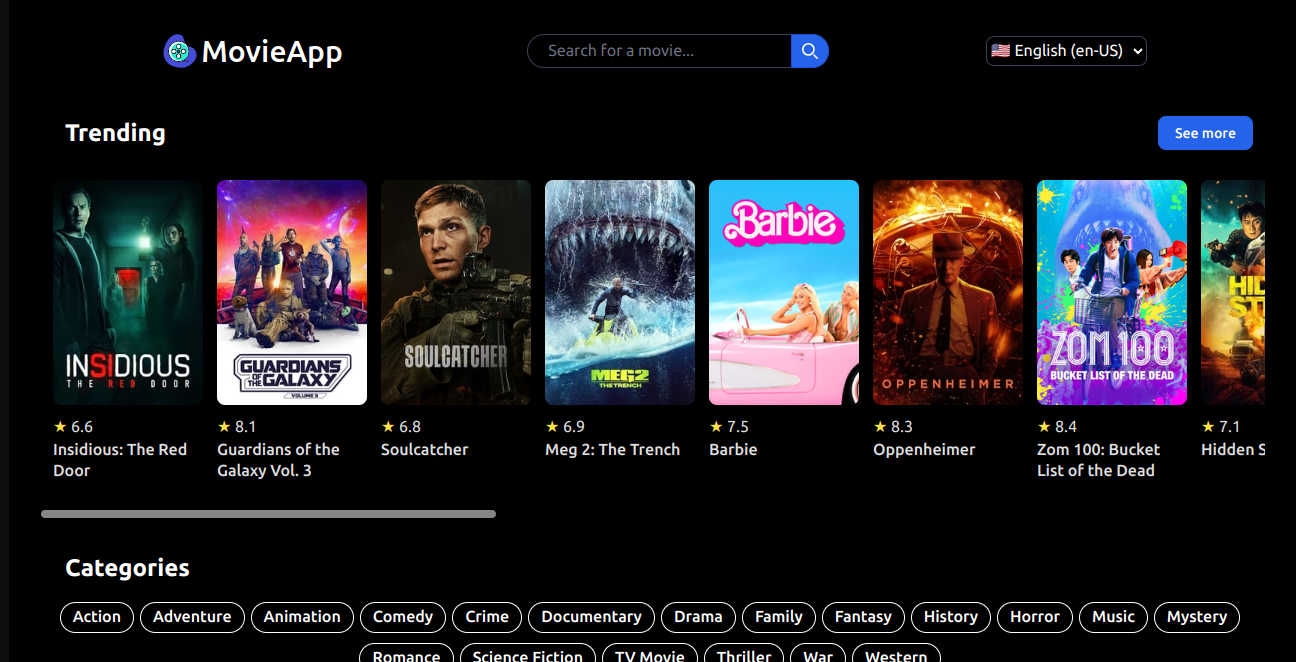 MovieApp
Search for a movie...
English (en-US)
Trending
See more
INSIDIOUS
THE RED DOOR
GUARDIANS
OF THE
GALAXY
VOLUME 3
SOULCATCHER
MEG2
THE TRENCH
Barbie
OPPENHEIMER
ZOM 100
BUCKET LIST OF THE DEAD
HID
ST
★ 6.6
Insidious: The Red
Door
★ 8.1
Guardians of the
Galaxy Vol. 3
★ 6.8
Soulcatcher
★ 6.9
Meg 2: The Trench
★ 7.5
Barbie
★ 8.3
Oppenheimer
★ 8.4
Zom 100: Bucket
List of the Dead
★ 7.1
Hidden S
Categories
Action Adventure Animation Comedy Crime Documentary Drama Family Fantasy History Horror Music Mystery
Romance Science Fiction TV Movie Thriller War Western